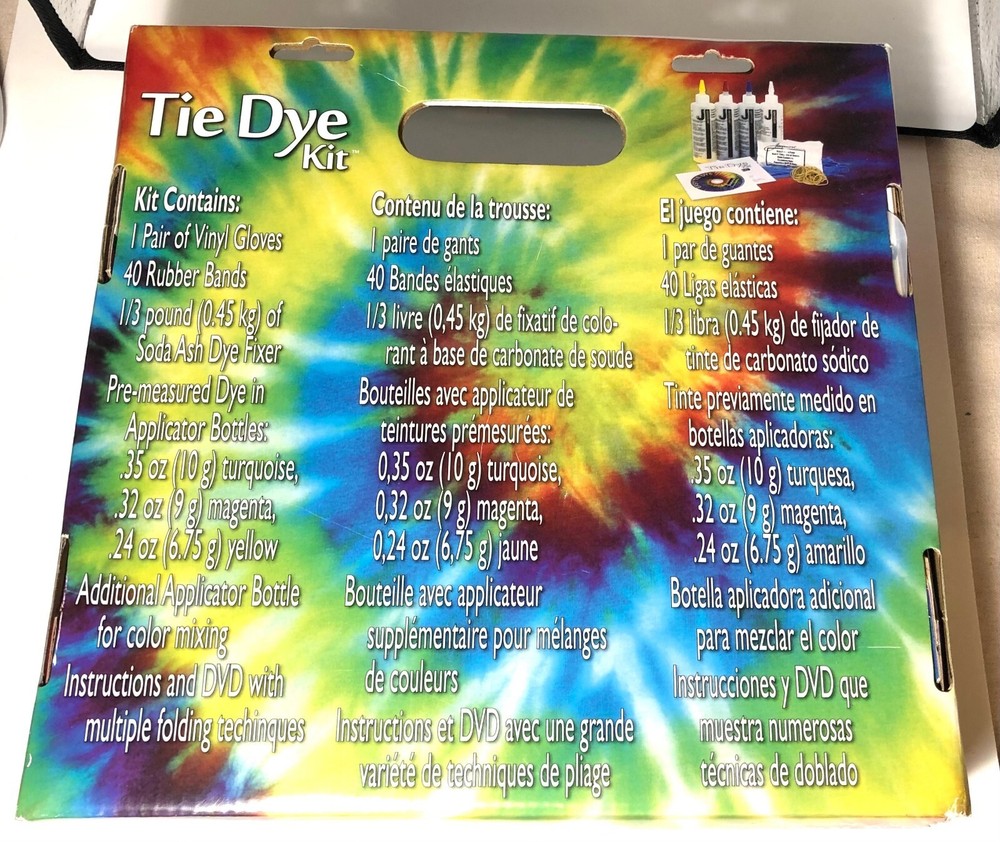 Tie Dye
Kit™
Kit Contains:
1 Pair of Vinyl Gloves
40 Rubber Bands
1/3 pound (0.45 kg) of
Soda Ash Dye Fixer
Pre-measured Dye in
Applicator Bottles:
.35 oz (10 g) turquoise,
.32 oz (9 g) magenta,
.24 oz (6.75 g) yellow
Additional Applicator Bottle
for color mixing
Instructions and DVD with
multiple folding techinques
Contenu de la trousse:
1 paire de gants
40 Bandes élastiques
1/3 livre (0,45 kg) de fixatif de colo-
rant à base de carbonate de soude
Bouteilles avec applicateur de
teintures prémesurées:
0,35 oz (10 g) turquoise,
0,32 oz (9 g) magenta,
0,24 oz (6,75 g) jaune
Bouteille avec applicateur
supplémentaire pour mélanges
de couleurs
Instructions et DVD avec une grande
variété de techniques de pliage
El juego contiene:
1 par de guantes
40 Ligas elásticas
1/3 libra (0.45 kg) de fijador de
tinte de carbonato sódico
Tinte previamente medido en
botellas aplicadoras:
.35 oz (10 g) turquesa,
.32 oz (9 g) magenta,
.24 oz (6.75 g) amarillo
Botella aplicadora adicional
para mezclar el color
Instrucciones y DVD que
muestra numerosas
técnicas de doblado